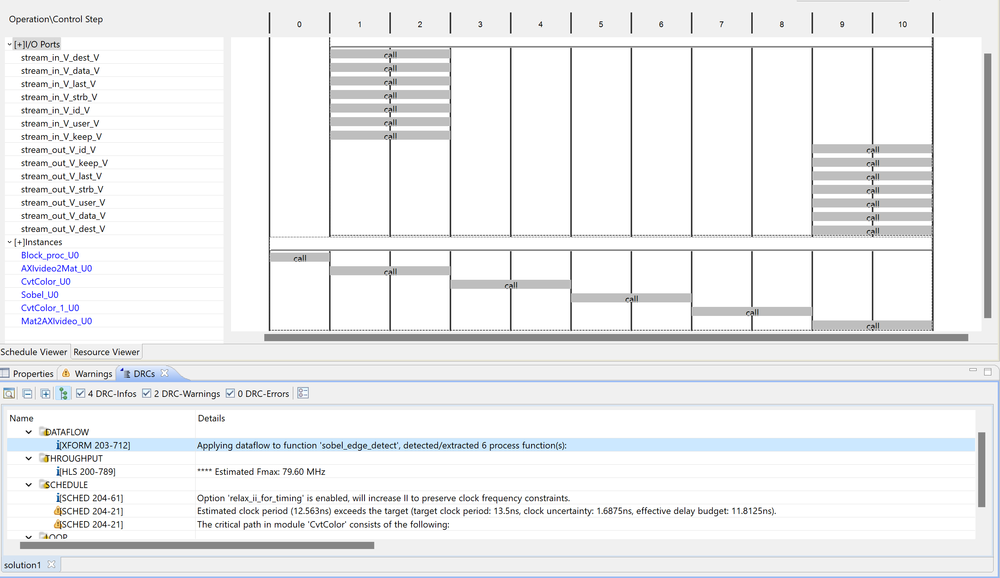 Operation\Control Step
0 1 2 3 4 5 6 7 8 9 10
[+]I/O Ports
stream_in_V_dest_V call
stream_in_V_data_V call
stream_in_V_last_V call
stream_in_V_strb_V call
stream_in_V_id_V call
stream_in_V_user_V call
stream_in_V_keep_V call
stream_out_V_id_V call
stream_out_V_keep_V call
stream_out_V_last_V call
stream_out_V_strb_V call
stream_out_V_user_V call
stream_out_V_data_V call
stream_out_V_dest_V call
[+]Instances
Block_proc_U0 call
AXIvideo2Mat_U0 call
CvtColor_U0 call
Sobel_U0 call
CvtColor_1_U0 call
Mat2AXIvideo_U0 call
Schedule Viewer Resource Viewer
Properties Warnings DRCs
4 DRC-Infos 2 DRC-Warnings 0 DRC-Errors
Name Details
DATAFLOW
[XFORM 203-712] Applying dataflow to function 'sobel_edge_detect', detected/extracted 6 process function(s):
THROUGHPUT
[HLS 200-789] **** Estimated Fmax: 79.60 MHz
SCHEDULE
[SCHED 204-61] Option 'relax_ii_for_timing' is enabled, will increase II to preserve clock frequency constraints.
[SCHED 204-21] Estimated clock period (12.563ns) exceeds the target (target clock period: 13.5ns, clock uncertainty: 1.6875ns, effective delay budget: 11.8125ns).
[SCHED 204-21] The critical path in module 'CvtColor' consists of the following:
LOOP
solution1